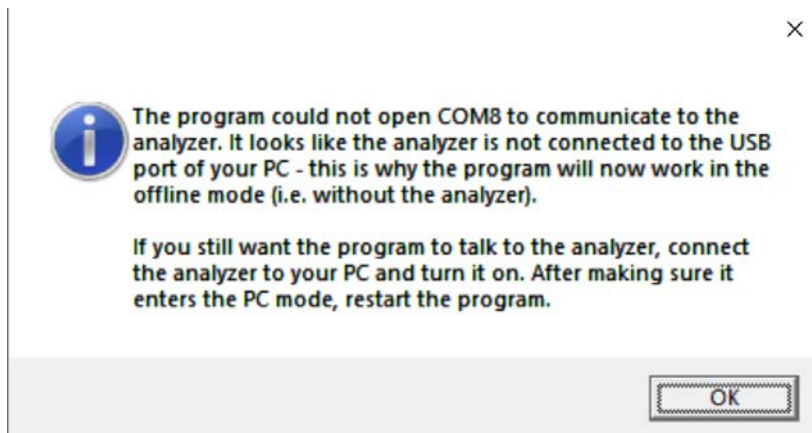 The program could not open COM8 to communicate to the
analyzer. It looks like the analyzer is not connected to the USB
port of your PC - this is why the program will now work in the
offline mode (i.e. without the analyzer).
If you still want the program to talk to the analyzer, connect
the analyzer to your PC and turn it on. After making sure it
enters the PC mode, restart the program.
OK